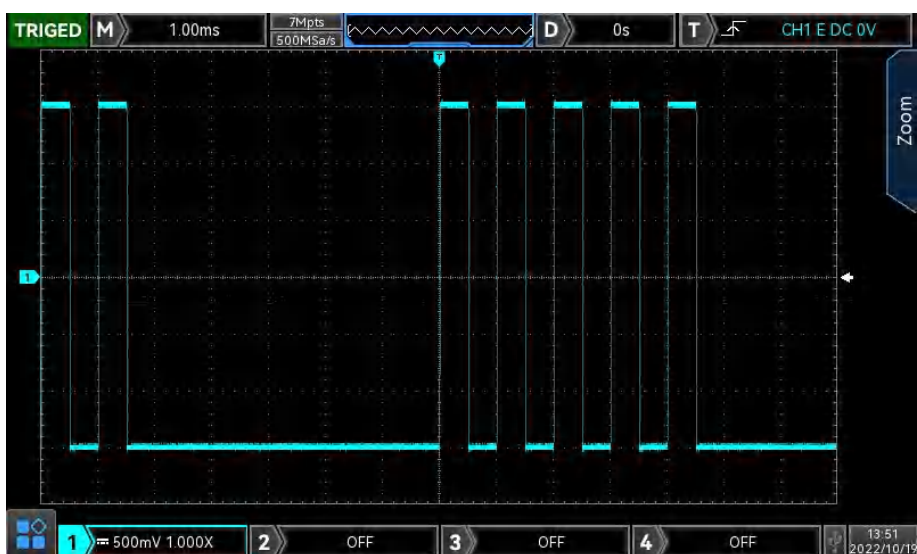 TRIGED M 1.00ms 7Mpts 500MSa/s D 0s T CH1 E DC 0V
T
Zoom
1
1 500mV 1.000X 2 OFF 3 OFF 4 OFF 13:51
2022/10/19